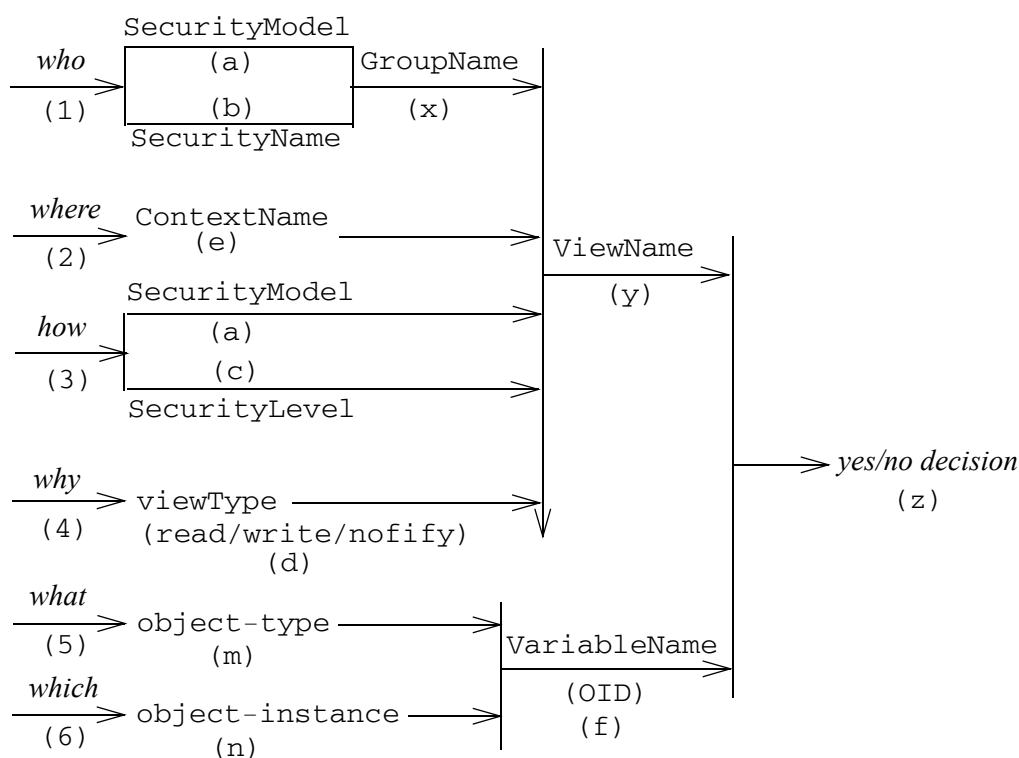 SecurityModel
who
(a)
GroupName
(1)
(b)
(x)
SecurityName
where
ContextName
(2)
(e)
ViewName
(y)
SecurityModel
how
(a)
(3)
(c)
SecurityLevel
why
viewType
(4)
(read/write/nofify)
(d)
yes/no decision
(z)
what
object-type
(5)
(m)
VariableName
which
(OID)
object-instance
(f)
(6)
(n)